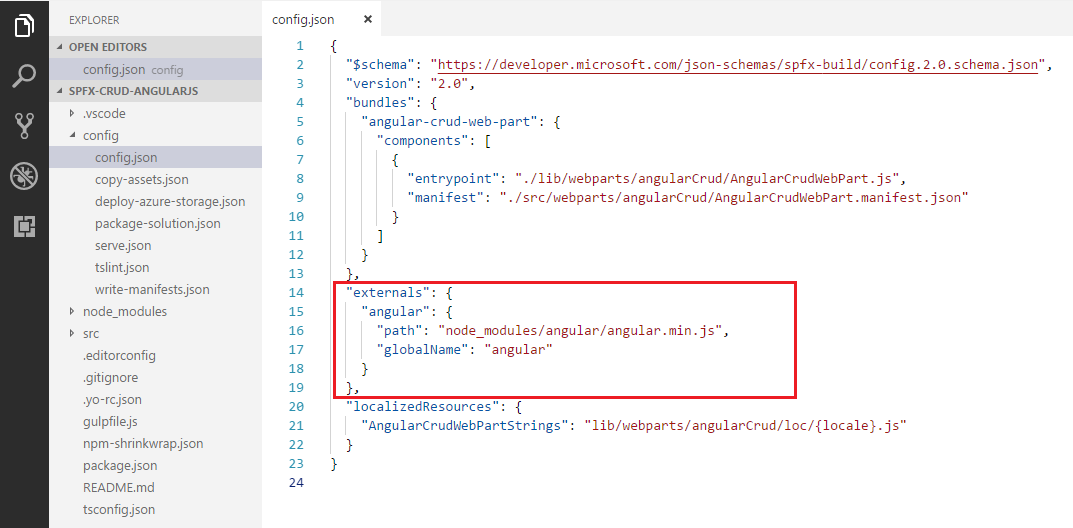 EXPLORER
OPEN EDITORS
config.json config
SPFX-CRUD-ANGULARJS
.vscode
config
config.json
copy-assets.json
deploy-azure-storage.json
package-solution.json
serve.json
tslint.json
write-manifests.json
node_modules
src
.editorconfig
.gitignore
.yo-rc.json
gulpfile.js
npm-shrinkwrap.json
package.json
README.md
tsconfig.json
config.json ×
1 {
2 "$schema": "https://developer.microsoft.com/json-schemas/spfx-build/config.2.0.schema.json",
3 "version": "2.0",
4 "bundles": {
5 "angular-crud-web-part": {
6 "components": [
7 {
8 "entrypoint": "./lib/webparts/angularCrud/AngularCrudWebPart.js",
9 "manifest": "./src/webparts/angularCrud/AngularCrudWebPart.manifest.json"
10 }
11 ]
12 }
13 },
14 "externals": {
15 "angular": {
16 "path": "node_modules/angular/angular.min.js",
17 "globalName": "angular"
18 }
19 },
20 "localizedResources": {
21 "AngularCrudWebPartStrings": "lib/webparts/angularCrud/loc/{locale}.js"
22 }
23 }
24